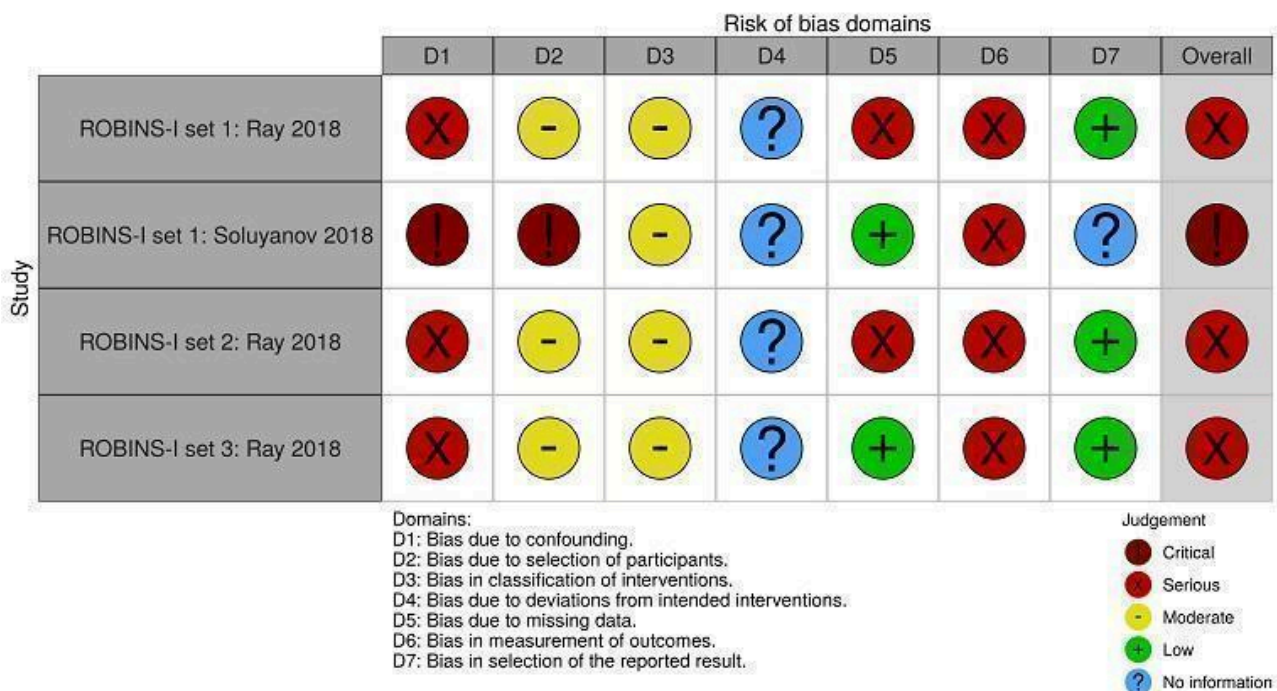 Risk of bias domains
D1 D2 D3 D4 D5 D6 D7 Overall
Study
ROBINS-I set 1: Ray 2018 X - - ? X X + X
ROBINS-I set 1: Soluyanov 2018 ! ! - ? + X ? !
ROBINS-I set 2: Ray 2018 X - - ? X X + X
ROBINS-I set 3: Ray 2018 X - - ? + X + X
Domains:
D1: Bias due to confounding.
D2: Bias due to selection of participants.
D3: Bias in classification of interventions.
D4: Bias due to deviations from intended interventions.
D5: Bias due to missing data.
D6: Bias in measurement of outcomes.
D7: Bias in selection of the reported result.
Judgement
! Critical
X Serious
- Moderate
+ Low
? No information